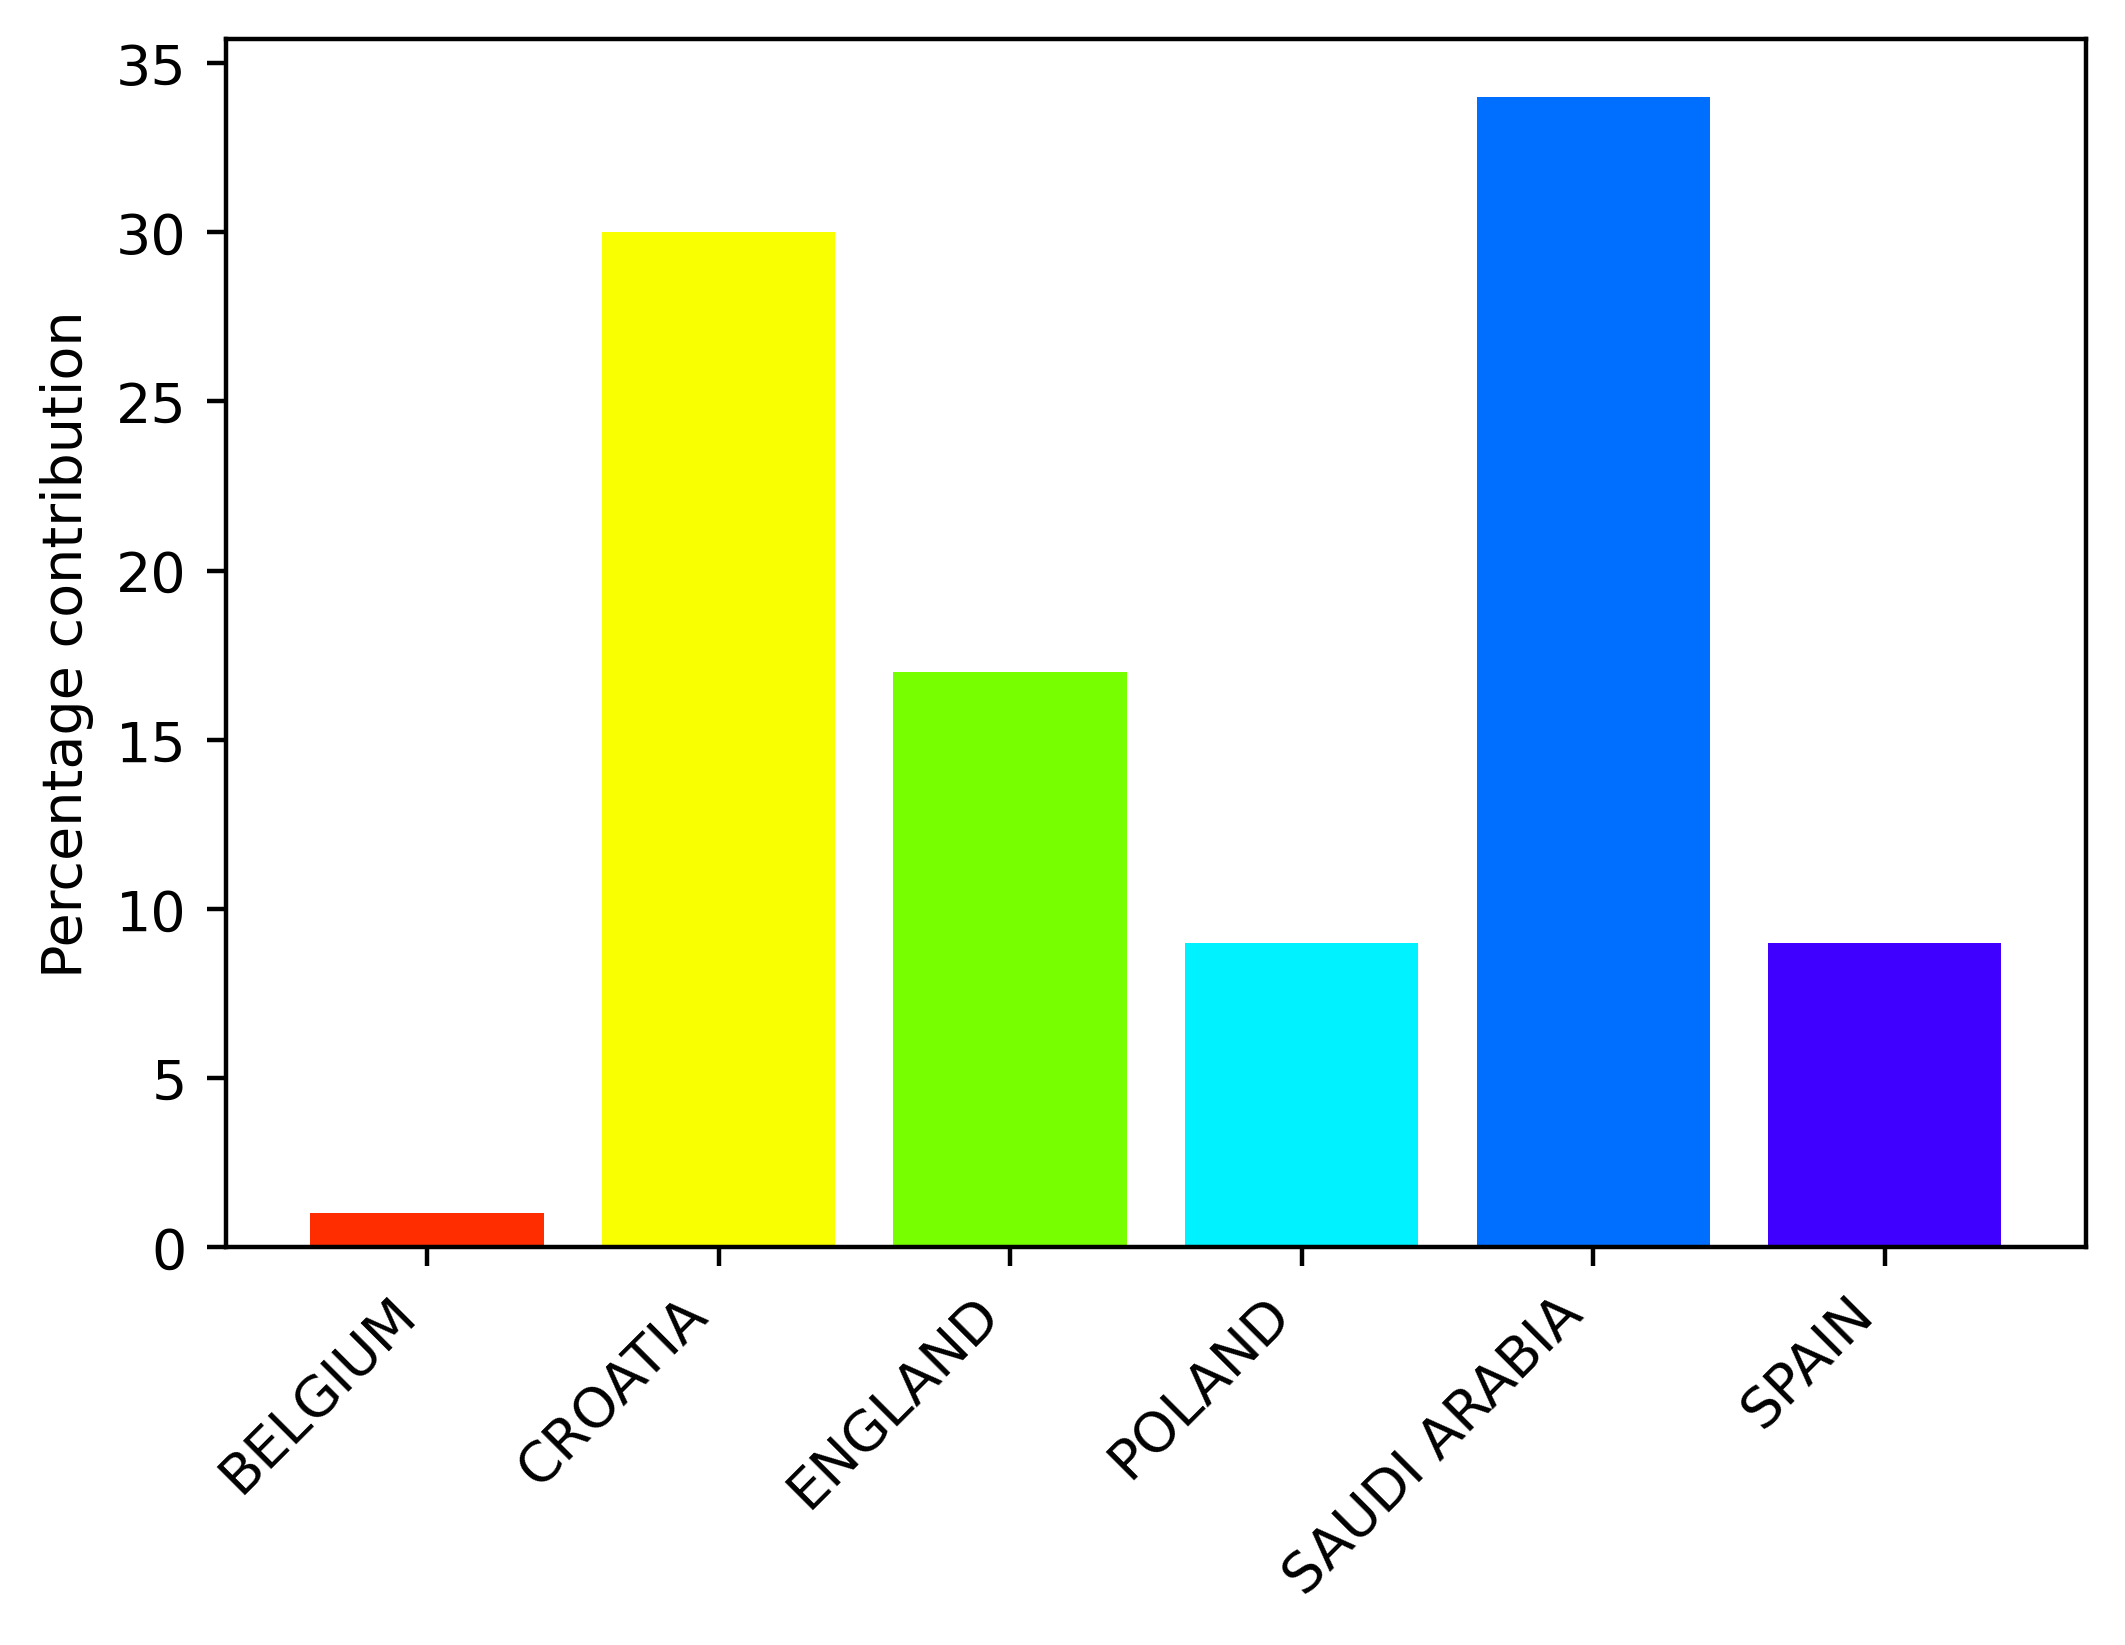 Percentage contribution
35
30
25
20
15
10
5
0
BELGIUM
CROATIA
ENGLAND
POLAND
SAUDI ARABIA
SPAIN